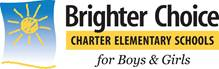 Brighter Choice
CHARTER ELEMENTARY SCHOOLS
for Boys & Girls